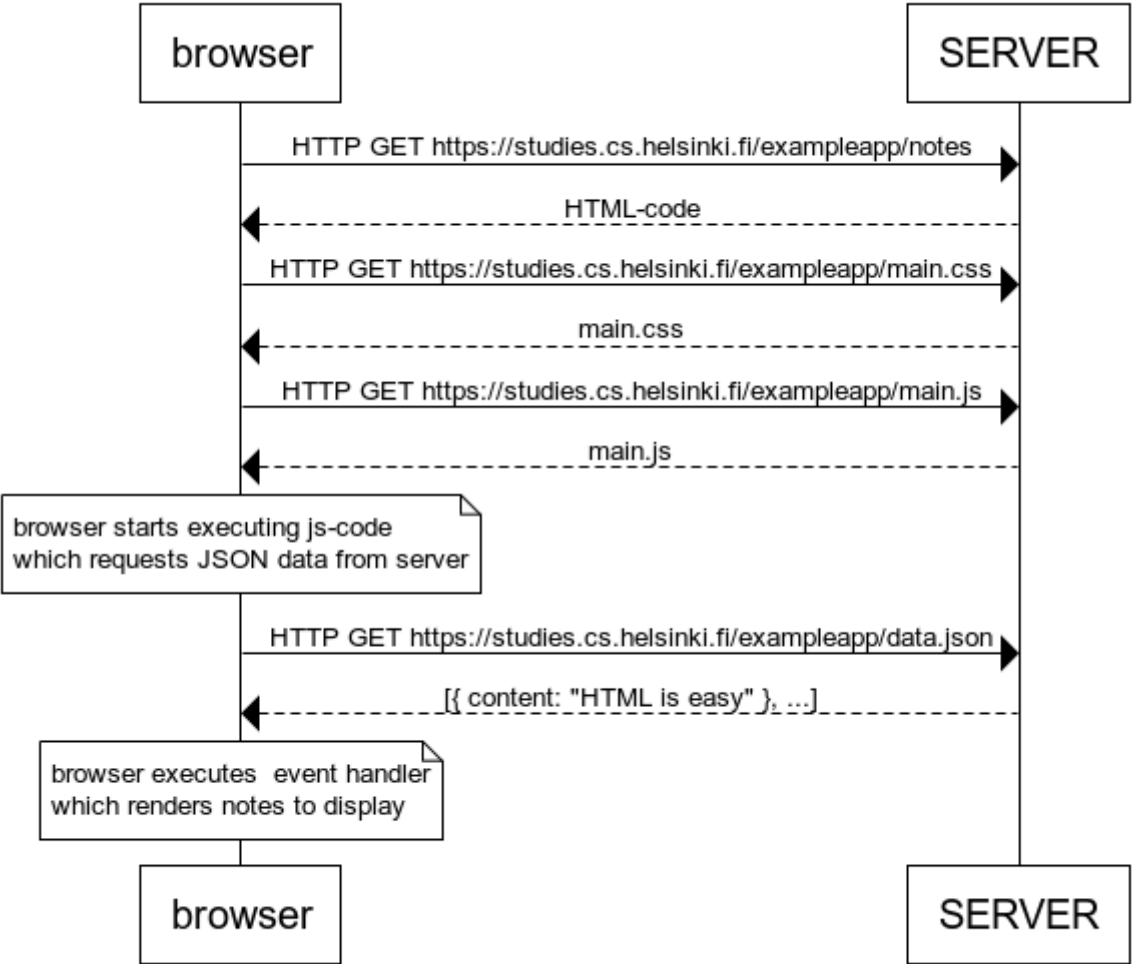 browser
SERVER
HTTP GET https://studies.cs.helsinki.fi/exampleapp/notes
HTML-code
HTTP GET https://studies.cs.helsinki.fi/exampleapp/main.css
main.css
HTTP GET https://studies.cs.helsinki.fi/exampleapp/main.js
main.js
browser starts executing js-code
which requests JSON data from server
HTTP GET https://studies.cs.helsinki.fi/exampleapp/data.json
[{ content: "HTML is easy" }, ...]
browser executes  event handler
which renders notes to display
browser
SERVER